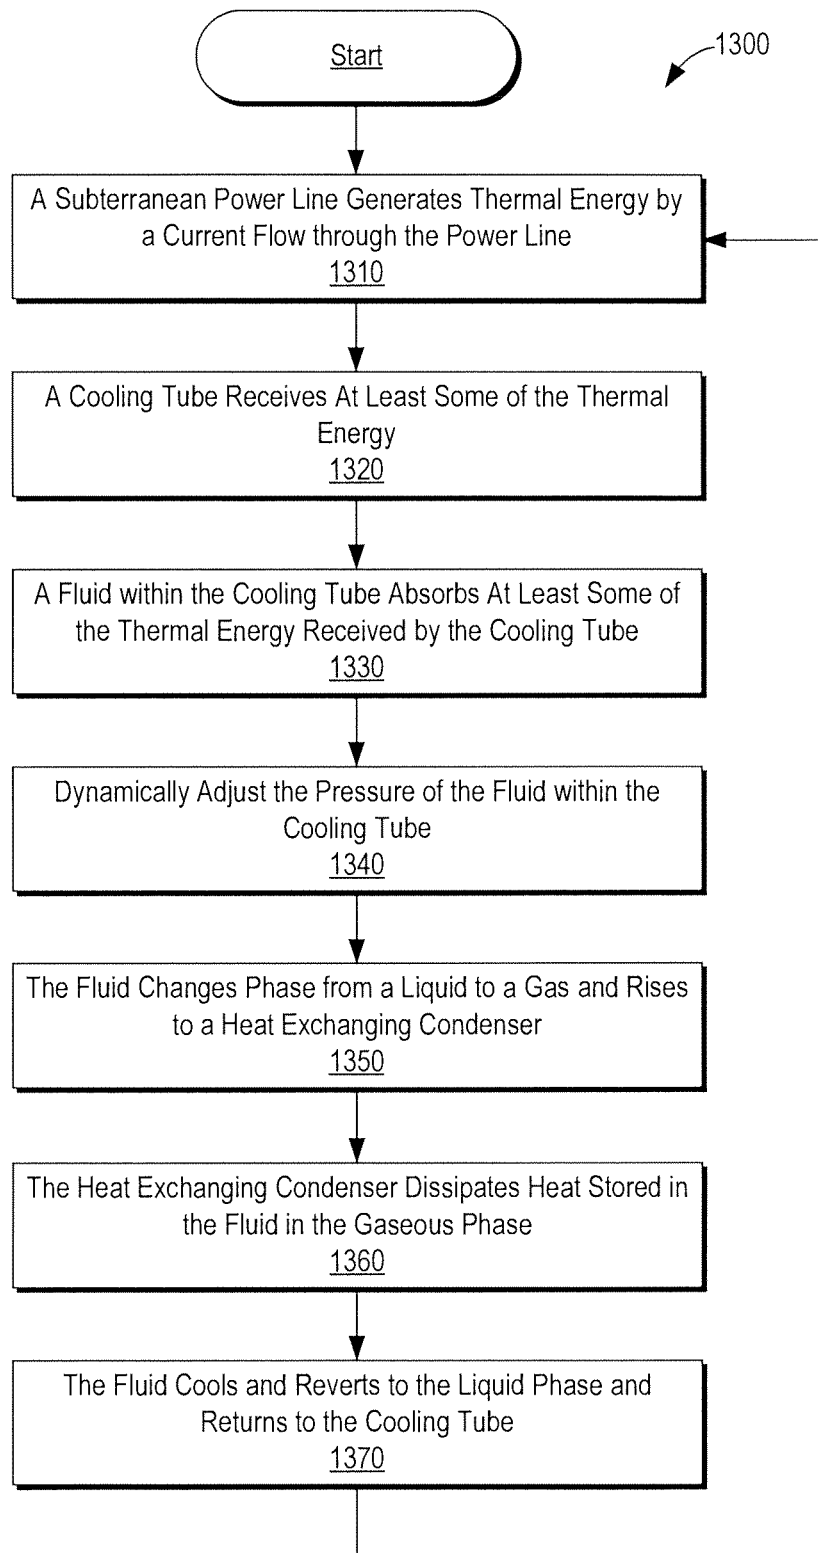 Start
1300
A Subterranean Power Line Generates Thermal Energy by
a Current Flow through the Power Line
1310
A Cooling Tube Receives At Least Some of the Thermal
Energy
1320
A Fluid within the Cooling Tube Absorbs At Least Some of
the Thermal Energy Received by the Cooling Tube
1330
Dynamically Adjust the Pressure of the Fluid within the
Cooling Tube
1340
The Fluid Changes Phase from a Liquid to a Gas and Rises
to a Heat Exchanging Condenser
1350
The Heat Exchanging Condenser Dissipates Heat Stored in
the Fluid in the Gaseous Phase
1360
The Fluid Cools and Reverts to the Liquid Phase and
Returns to the Cooling Tube
1370